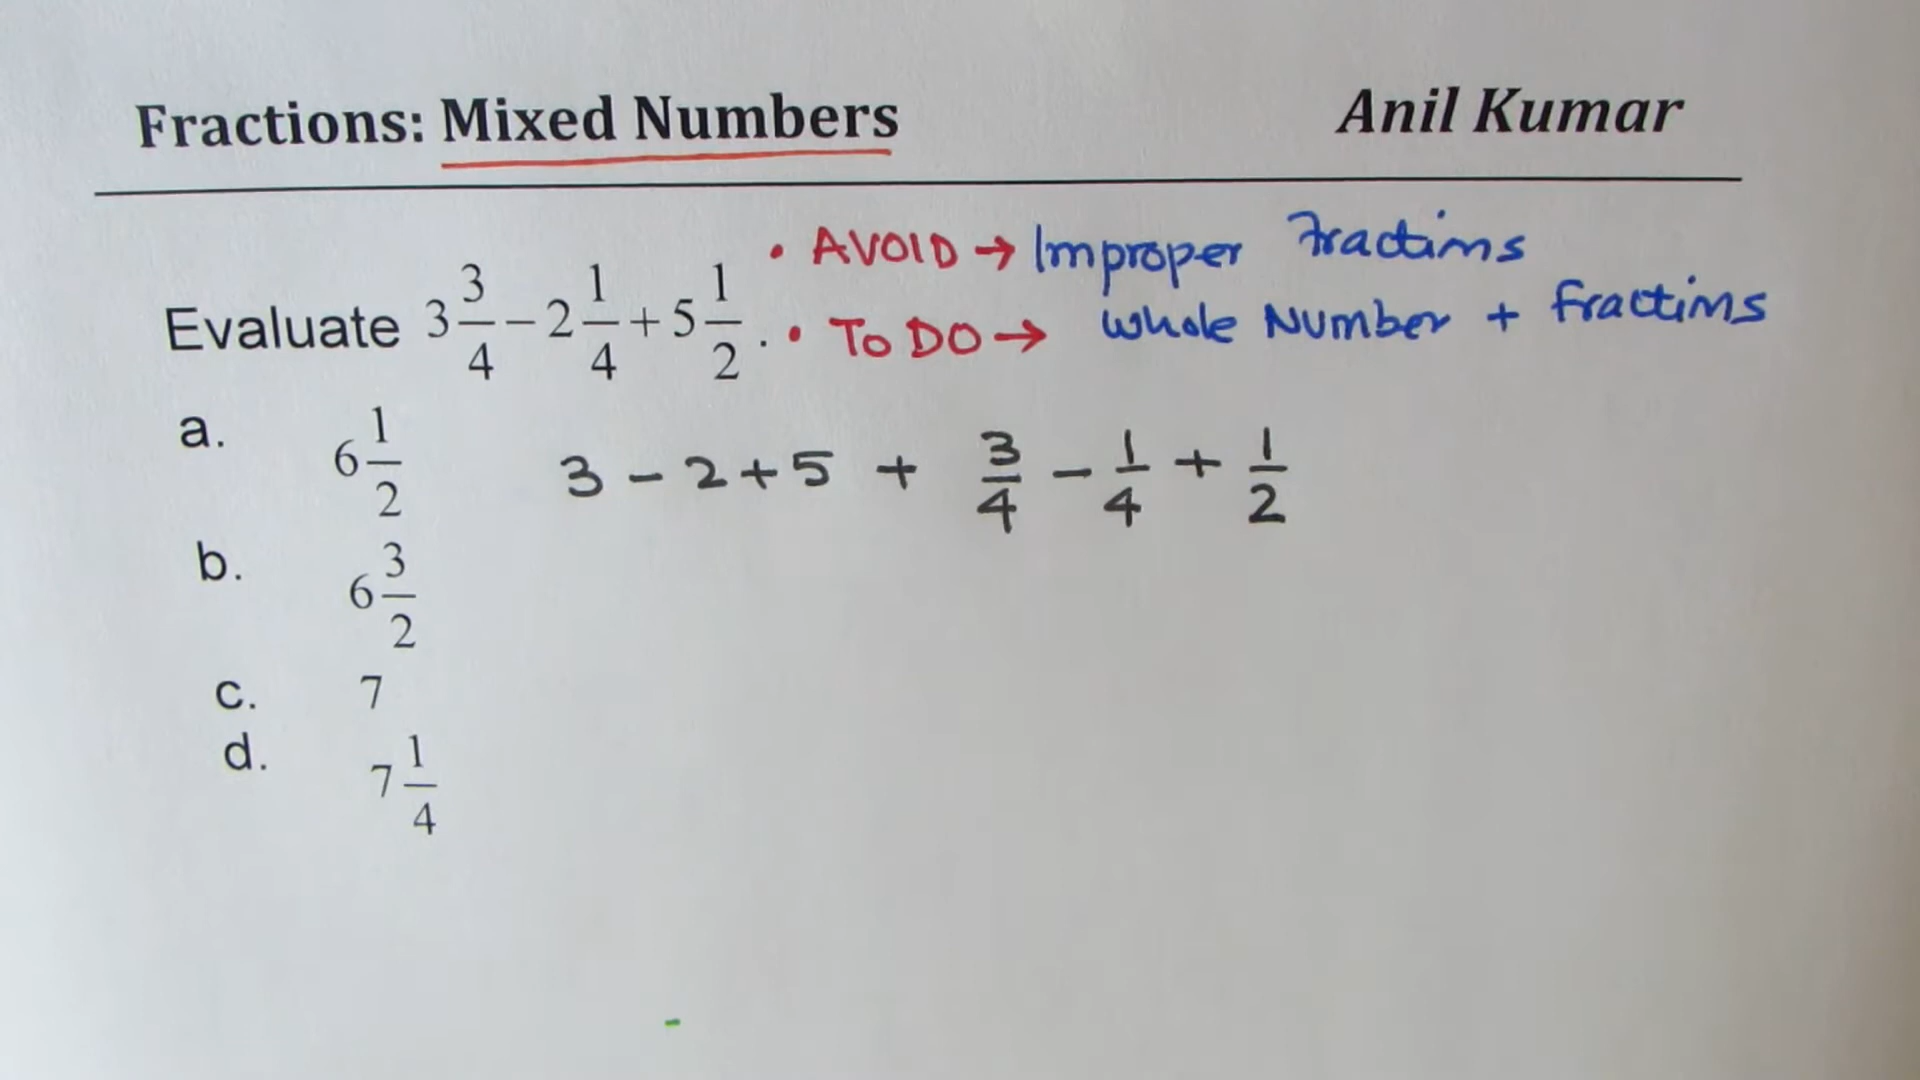 Fractions: Mixed Numbers Anil Kumar
• AVOID → Improper Fractions
Evaluate 3 3/4 − 2 1/4 + 5 1/2 . • To DO → Whole Number + Fractions
a. 6 1/2
3 − 2 + 5 + 3/4 − 1/4 + 1/2
b. 6 3/2
c. 7
d. 7 1/4